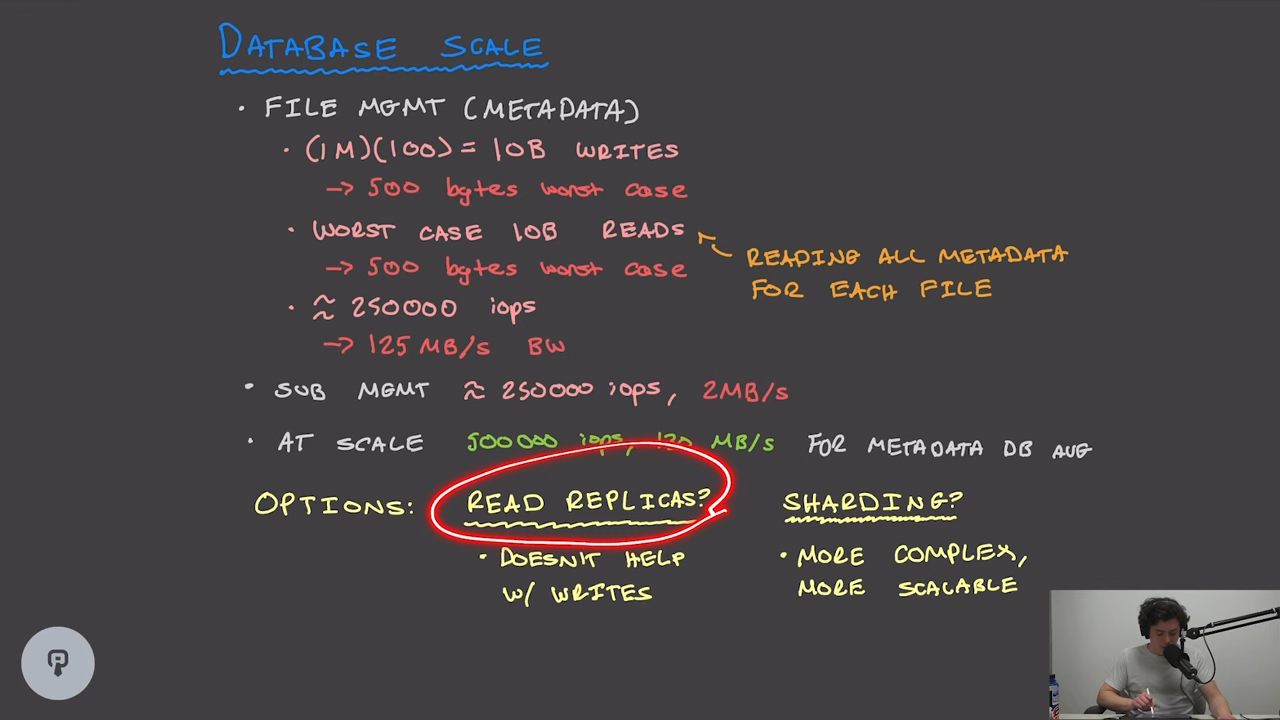 DATABASE SCALE
• FILE MGMT (METADATA)
• (1M)(100) = 10B WRITES
→ 500 bytes worst case
• WORST CASE 10B READS
→ 500 bytes worst case
READING ALL METADATA
FOR EACH FILE
• ≈ 250000 iops
→ 125 MB/s BW
• SUB MGMT ≈ 250000 iops, 2MB/s
• AT SCALE 500000 iops, 130 MB/s FOR METADATA DB AUG
OPTIONS: READ REPLICAS? SHARDING?
• DOESN'T HELP
W/ WRITES
• MORE COMPLEX,
MORE SCALABLE